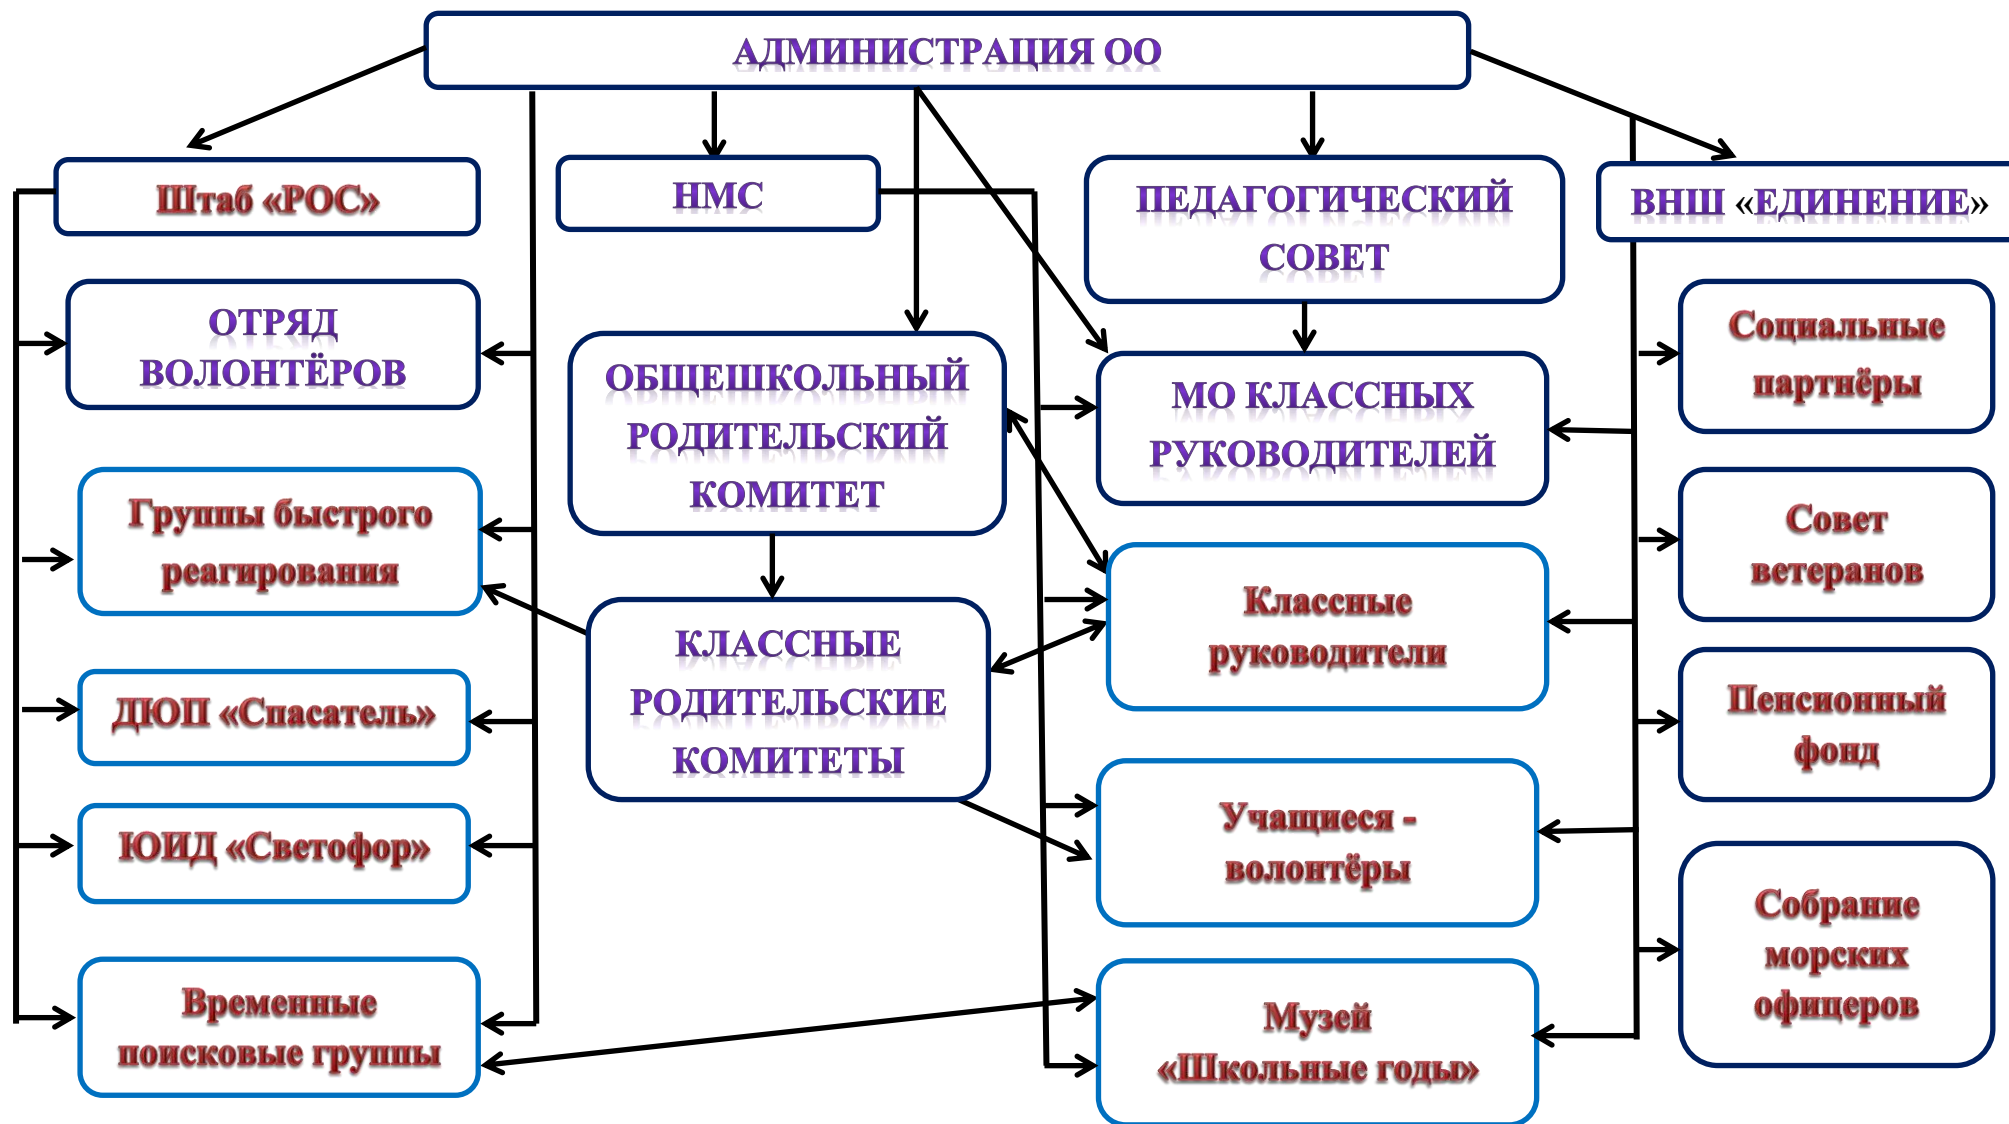 АДМИНИСТРАЦИЯ ОО
Штаб «РОС»
НМС
ПЕДАГОГИЧЕСКИЙ
СОВЕТ
ВНШ «ЕДИНЕНИЕ»
ОТРЯД
ВОЛОНТЁРОВ
ОБЩЕШКОЛЬНЫЙ
РОДИТЕЛЬСКИЙ
КОМИТЕТ
МО КЛАССНЫХ
РУКОВОДИТЕЛЕЙ
Социальные
партнёры
Группы быстрого
реагирования
КЛАССНЫЕ
РОДИТЕЛЬСКИЕ
КОМИТЕТЫ
Классные
руководители
Совет
ветеранов
ДЮП «Спасатель»
Пенсионный
фонд
ЮИД «Светофор»
Учащиеся -
волонтёры
Собрание
морских
офицеров
Временные
поисковые группы
Музей
«Школьные годы»